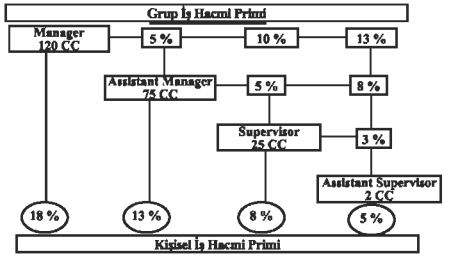 Grup İş Hacmi Primi
Manager
120 CC
5 %
10 %
13 %
Assistant Manager
75 CC
5 %
8 %
Supervisor
25 CC
3 %
Assistant Supervisor
2 CC
18 %
13 %
8 %
5 %
Kişisel İş Hacmi Primi